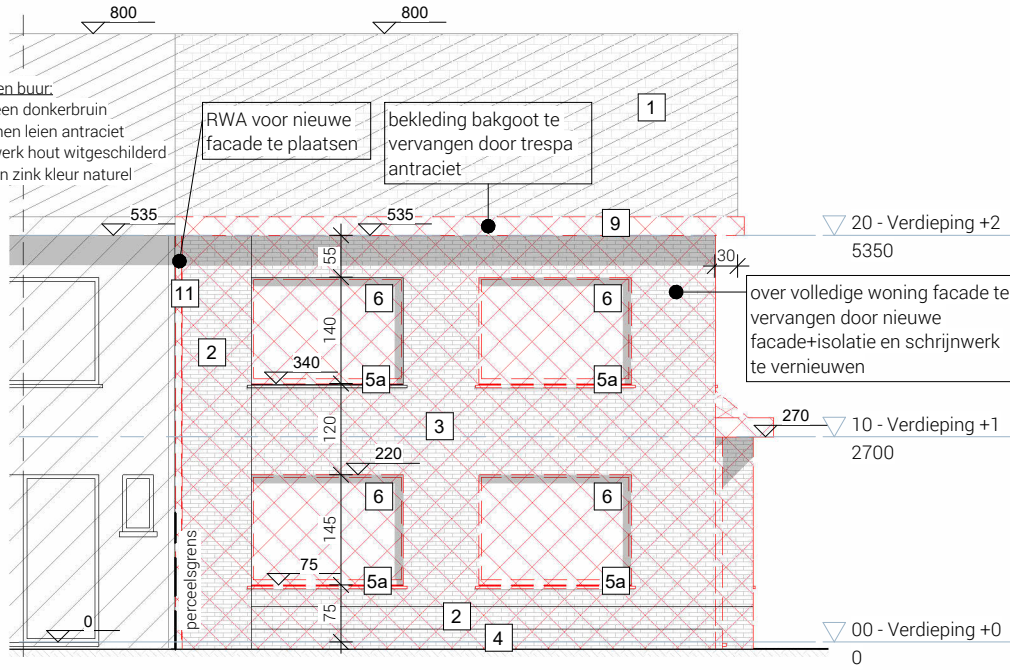 800
800
en buur:
een donkerbruin
nen leien antraciet
werk hout witgeschilderd
n zink kleur naturel
RWA voor nieuwe
facade te plaatsen
bekleding bakgoot te
vervangen door trespa
antraciet
1
535
535
9
20 - Verdieping +2
5350
55
30
11
6
6
over volledige woning facade te
vervangen door nieuwe
facade+isolatie en schrijnwerk
te vernieuwen
140
2
340
5a
5a
120
3
270
10 - Verdieping +1
2700
220
6
6
145
perceelsgrens
75
5a
5a
75
2
0
4
00 - Verdieping +0
0